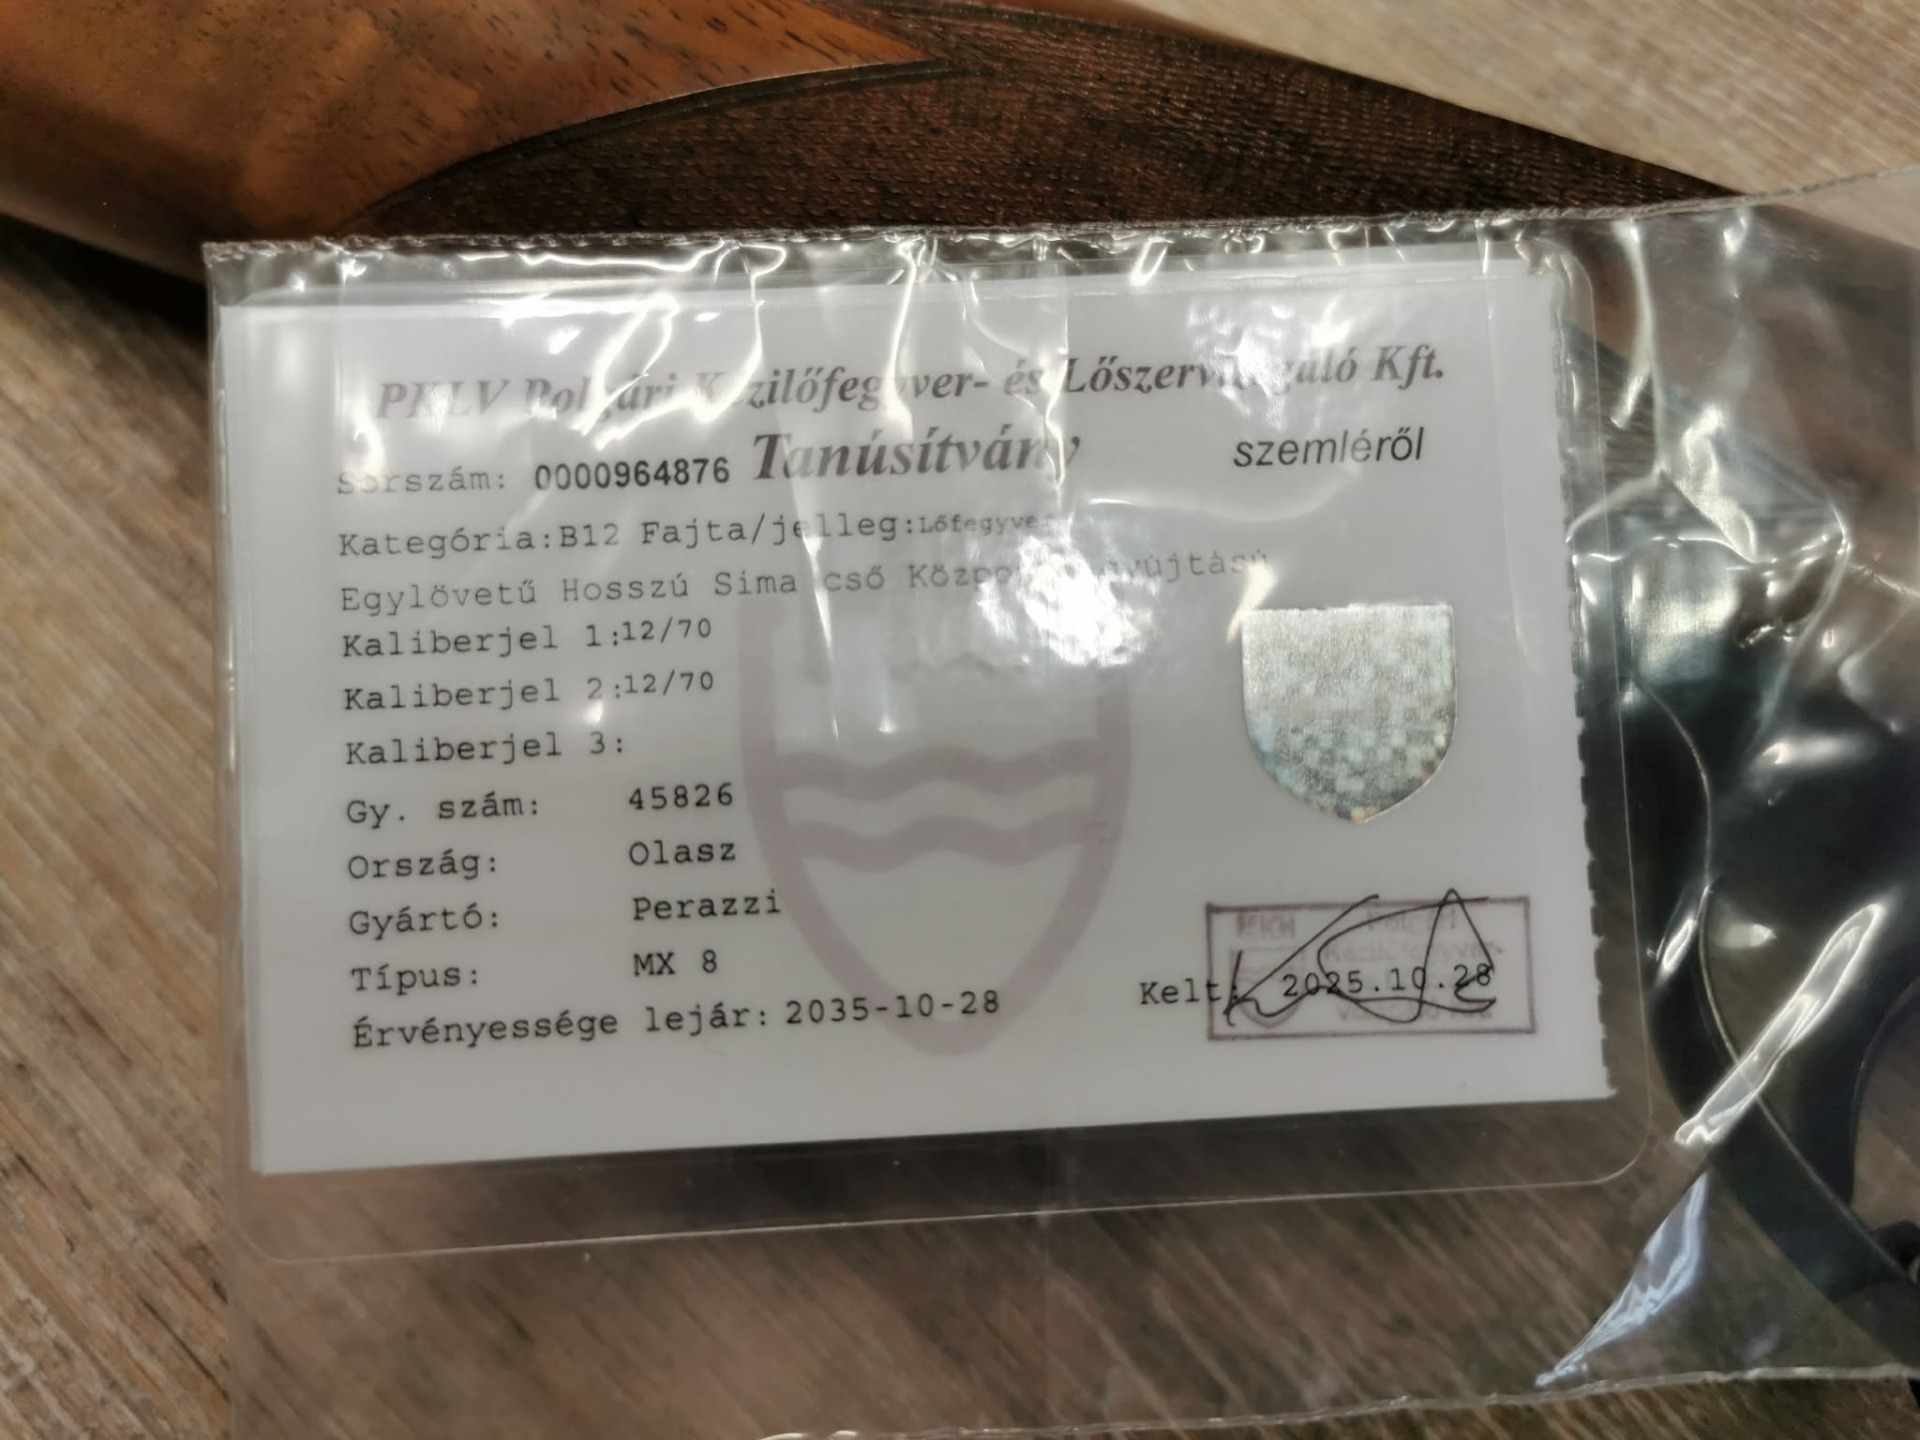 PKLV Polgári Kézilőfegyver- és Lőszervizsgáló Kft.
Sorszám: 0000964876 Tanúsítvány szemléről
Kategória:B12 Fajta/jelleg:Lőfegyver
Egylövetű Hosszú Sima cső Központi gyújtású
Kaliberjel 1:12/70
Kaliberjel 2:12/70
Kaliberjel 3:
Gy. szám: 45826
Ország: Olasz
Gyártó: Perazzi
Típus: MX 8
Érvényessége lejár: 2035-10-28
Kelt: 2025.10.28